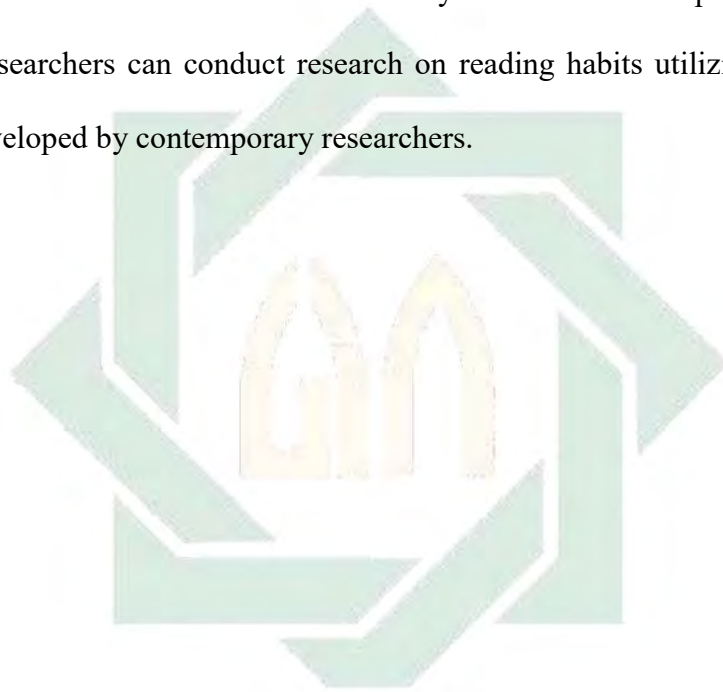 searchers can conduct research on reading habits utiliz
veloped by contemporary researchers.